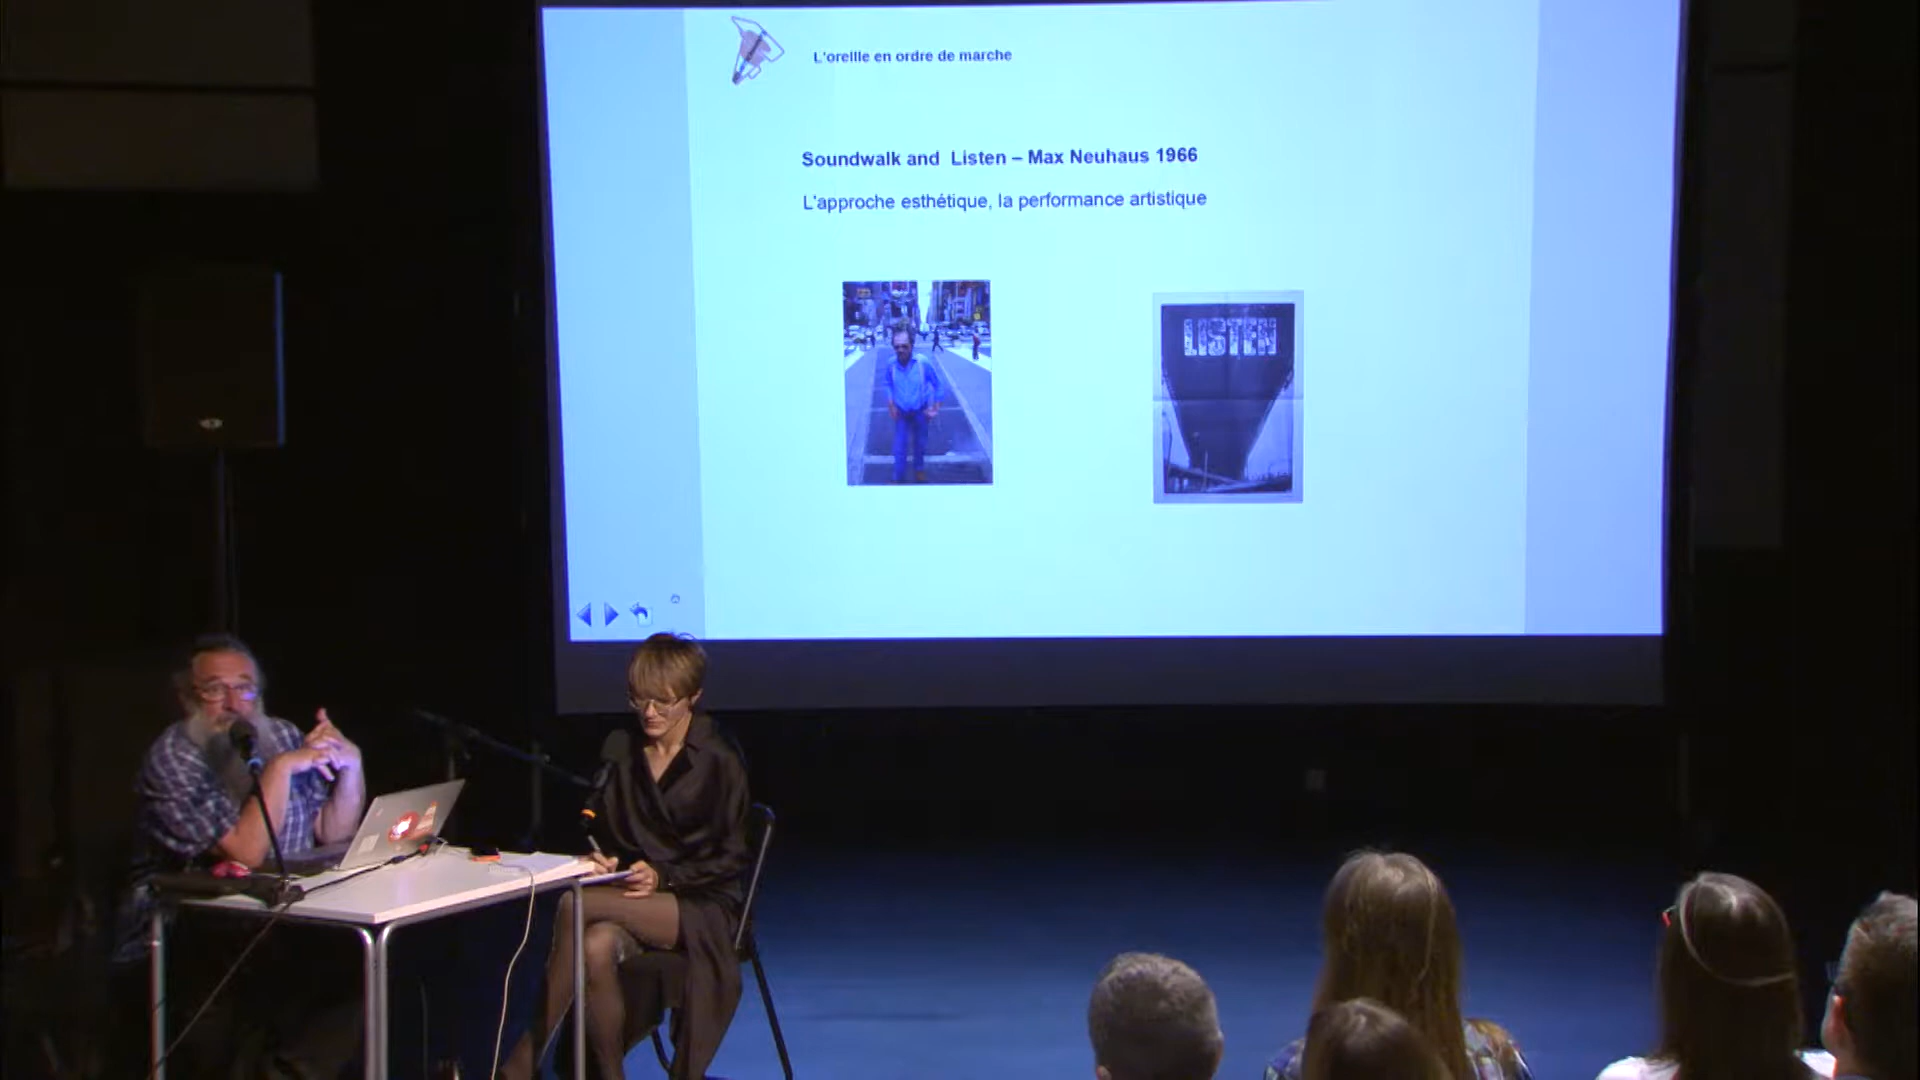 L'oreille en ordre de marche
Soundwalk and Listen – Max Neuhaus 1966
L'approche esthétique, la performance artistique
LISTEN